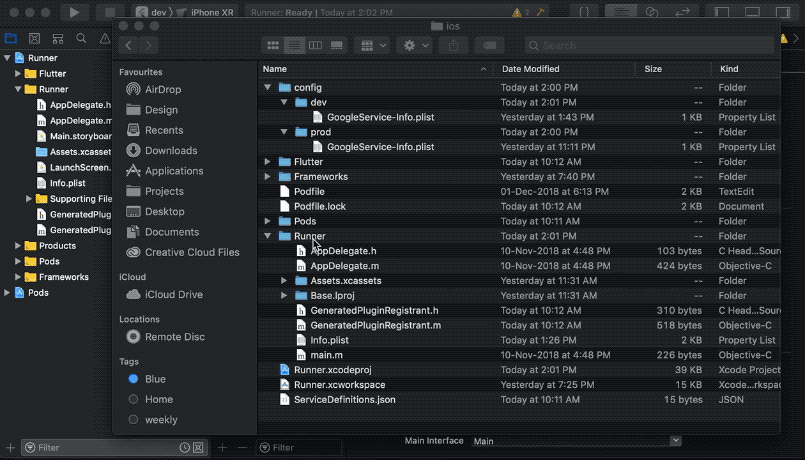 dev
iPhone XR
Runner: Ready | Today at 2:02 PM
2
ios
Search
Runner
Flutter
Runner
AppDelegate.h
AppDelegate.m
Main.storyboar
Assets.xcasset
LaunchScreen.
Info.plist
Supporting File
GeneratedPlug
GeneratedPlug
Products
Pods
Frameworks
Pods
Filter
Favourites
AirDrop
Design
Recents
Downloads
Applications
Projects
Desktop
Documents
Creative Cloud Files
iCloud
iCloud Drive
Locations
Remote Disc
Tags
Blue
Home
weekly
Name Date Modified Size Kind
config Today at 2:00 PM -- Folder
dev Today at 2:01 PM -- Folder
GoogleService-Info.plist Yesterday at 1:43 PM 1 KB Property List
prod Today at 2:00 PM -- Folder
GoogleService-Info.plist Yesterday at 11:11 PM 1 KB Property List
Flutter Today at 10:12 AM -- Folder
Frameworks Yesterday at 7:40 PM -- Folder
Podfile 01-Dec-2018 at 6:13 PM 2 KB TextEdit
Podfile.lock Today at 10:12 AM 2 KB Document
Pods Today at 10:11 AM -- Folder
Runner Today at 2:01 PM -- Folder
AppDelegate.h 10-Nov-2018 at 4:48 PM 103 bytes C Head...Sourc
AppDelegate.m 10-Nov-2018 at 4:48 PM 424 bytes Objective-C
Assets.xcassets Yesterday at 11:31 AM -- Folder
Base.lproj Yesterday at 11:31 AM -- Folder
GeneratedPluginRegistrant.h Today at 10:12 AM 310 bytes C Head...Sourc
GeneratedPluginRegistrant.m Today at 10:12 AM 518 bytes Objective-C
Info.plist Today at 1:26 PM 2 KB Property List
main.m 10-Nov-2018 at 4:48 PM 226 bytes Objective-C
Runner.xcodeproj Today at 2:01 PM 39 KB Xcode Project
Runner.xcworkspace Yesterday at 7:25 PM 15 KB Xcode...rkspac
ServiceDefinitions.json Today at 10:11 AM 15 bytes JSON
Filter
Main Interface Main